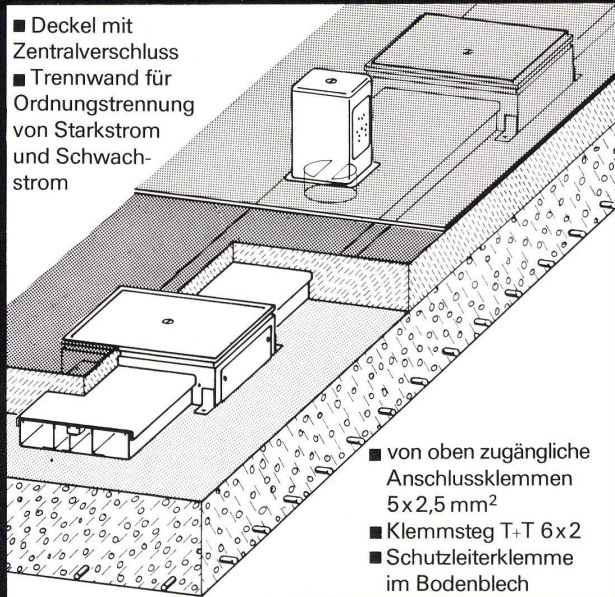 ■ Deckel mit
Zentralverschluss
■ Trennwand für
Ordnungstrennung
von Starkstrom
und Schwach-
strom
■ von oben zugängliche
Anschlussklemmen
5x2,5 mm²
■ Klemmsteg T+T 6x2
■ Schutzleiterklemme
im Bodenblech